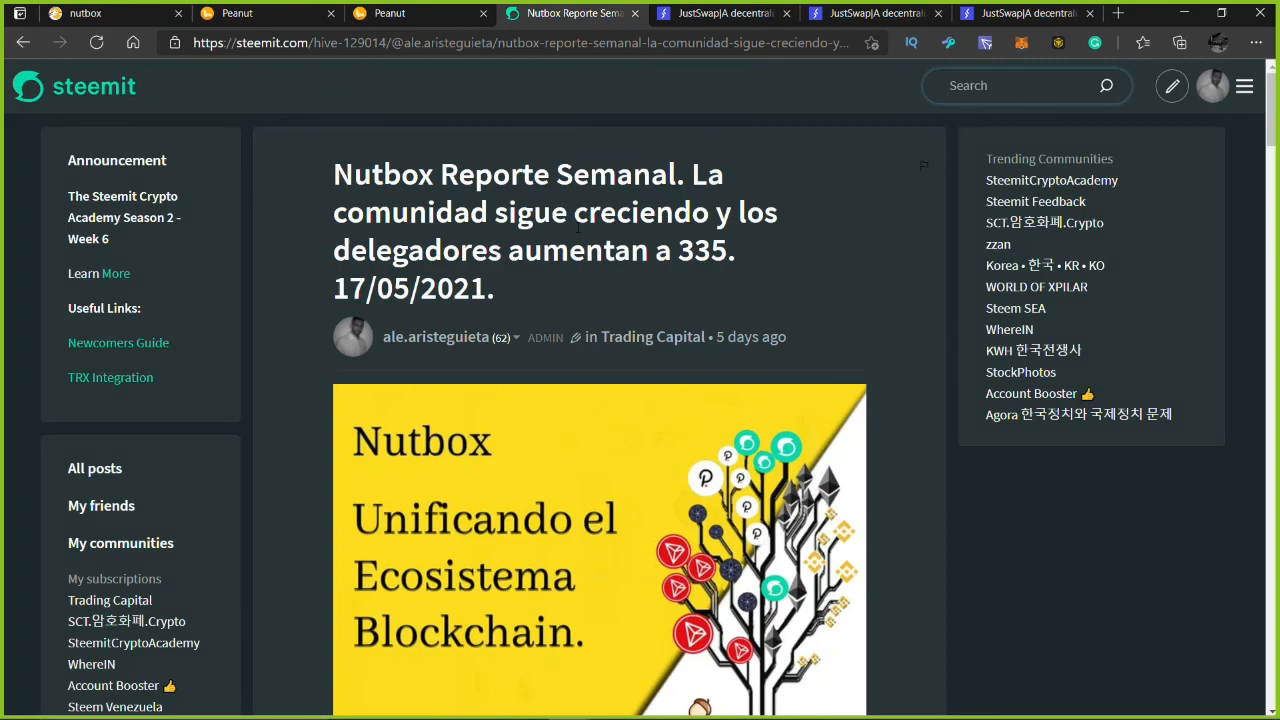 nutbox
Peanut
Peanut
Nutbox Reporte Sema
JustSwap|A decentrali
JustSwap|A decentrali
JustSwap|A decentrali
https://steemit.com/hive-129014/@ale.aristeguieta/nutbox-reporte-semanal-la-comunidad-sigue-creciendo-y...
steemit
Search
Announcement
The Steemit Crypto
Academy Season 2 -
Week 6
Learn More
Useful Links:
Newcomers Guide
TRX Integration
All posts
My friends
My communities
My subscriptions
Trading Capital
SCT.암호화폐.Crypto
SteemitCryptoAcademy
WhereIN
Account Booster 👍
Steem Venezuela
Nutbox Reporte Semanal. La
comunidad sigue creciendo y los
delegadores aumentan a 335.
17/05/2021.
ale.aristeguieta (62) ADMIN in Trading Capital • 5 days ago
Nutbox
Unificando el
Ecosistema
Blockchain.
Trending Communities
SteemitCryptoAcademy
Steemit Feedback
SCT.암호화폐.Crypto
zzan
Korea • 한국 • KR • KO
WORLD OF XPILAR
Steem SEA
WhereIN
KWH 한국전쟁사
StockPhotos
Account Booster 👍
Agora 한국정치와 국제정치 문제